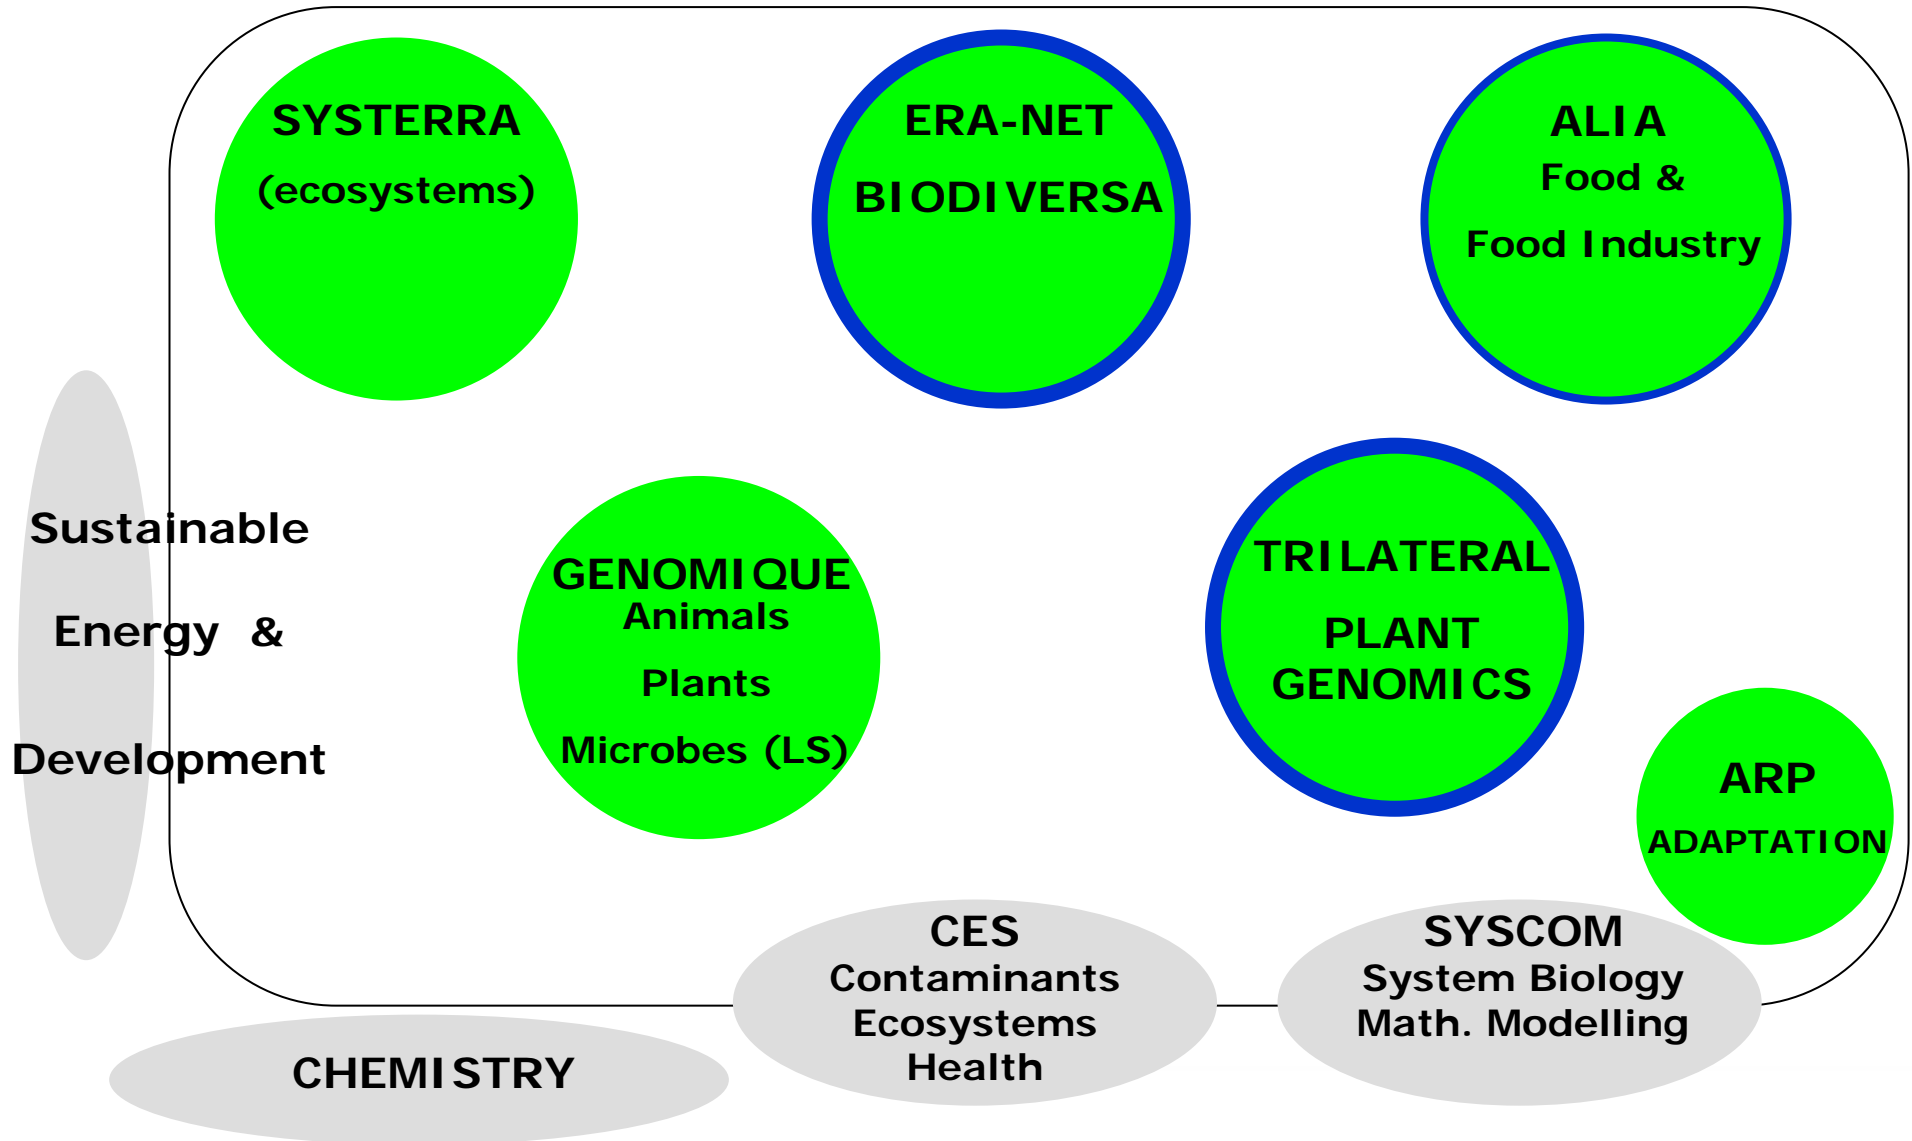 SYSTERRA
(ecosystems)
ERA-NET
BIODIVERSA
ALIA
Food &
Food Industry
Sustainable
Energy &
Development
GENOMIQUE
Animals
Plants
Microbes (LS)
TRILATERAL
PLANT
GENOMICS
ARP
ADAPTATION
CES
Contaminants
Ecosystems
Health
SYSCOM
System Biology
Math. Modelling
CHEMISTRY